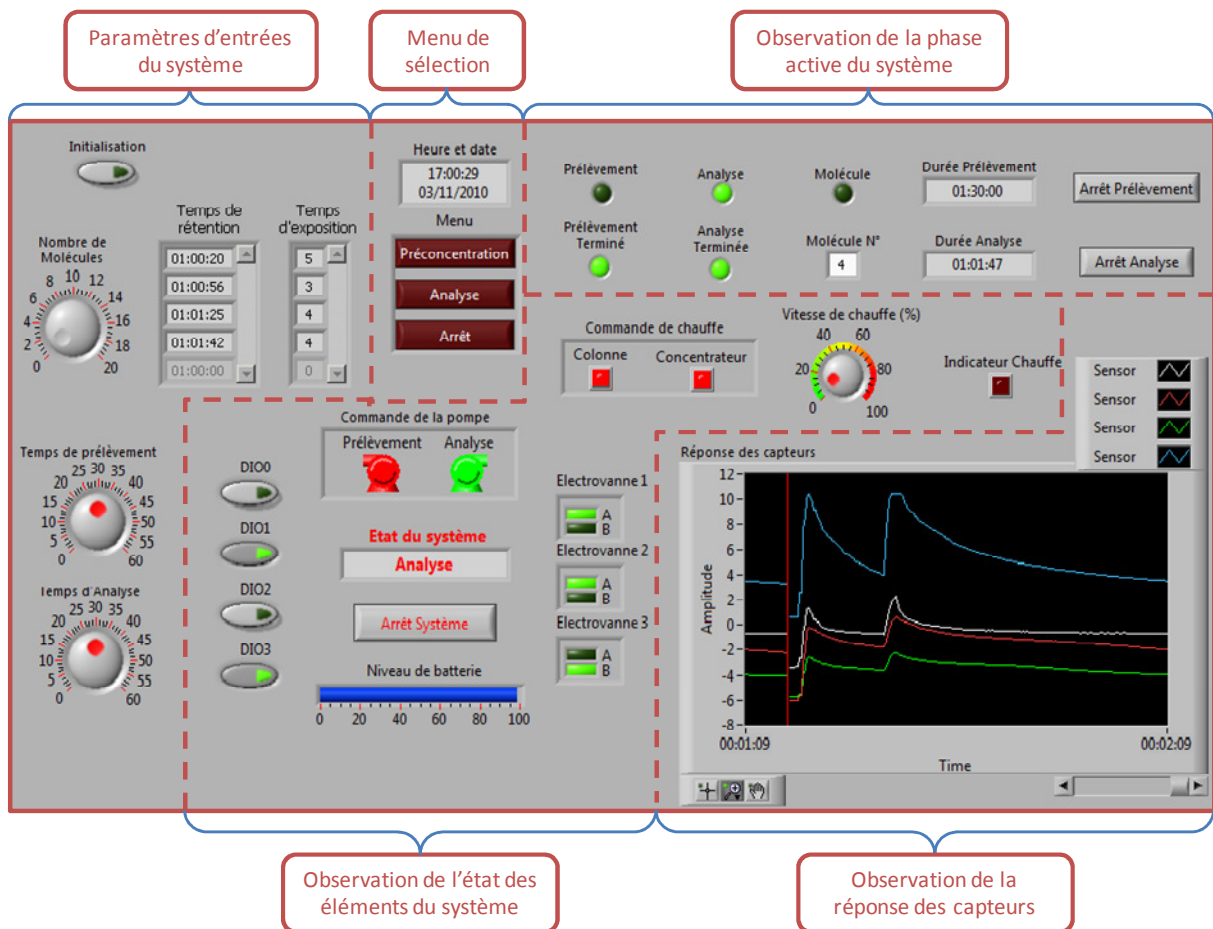 Paramètres d'entrées
du système
Menu de
sélection
Observation de la phase
active du système
Initialisation
Nombre de
Molécules
0 2 4 6 8 10 12 14 16 18 20
Temps de
rétention
01:00:20
01:00:56
01:01:25
01:01:42
01:00:00
Temps
d'exposition
5
3
4
4
0
Heure et date
17:00:29
03/11/2010
Menu
Préconcentration
Analyse
Arrêt
Prélèvement
Analyse
Molécule
Durée Prélèvement
01:30:00
Arrêt Prélèvement
Prélèvement
Terminé
Analyse
Terminée
Molécule N°
4
Durée Analyse
01:01:47
Arrêt Analyse
Commande de chauffe
Colonne
Concentrateur
Vitesse de chauffe (%)
0 20 40 60 80 100
Indicateur Chauffe
Sensor
Sensor
Sensor
Sensor
Temps de prélèvement
0 5 10 15 20 25 30 35 40 45 50 55 60
Temps d'Analyse
0 5 10 15 20 25 30 35 40 45 50 55 60
Commande de la pompe
Prélèvement
Analyse
DIO0
DIO1
DIO2
DIO3
Etat du système
Analyse
Arrêt Système
Niveau de batterie
0 20 40 60 80 100
Electrovanne 1
A
B
Electrovanne 2
A
B
Electrovanne 3
A
B
Réponse des capteurs
Amplitude
12
10
8
6
4
2
0
-2
-4
-6
-8
00:01:09
00:02:09
Time
Observation de l'état des
éléments du système
Observation de la
réponse des capteurs